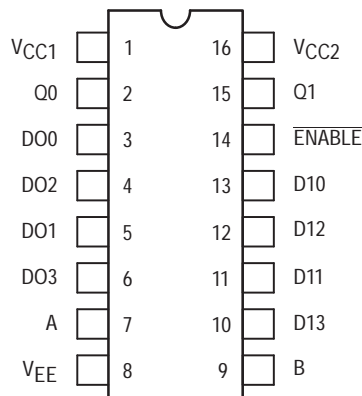 VCC1 1 16 VCC2
Q0 2 15 Q1
DO0 3 14 ENABLE
DO2 4 13 D10
DO1 5 12 D12
DO3 6 11 D11
A 7 10 D13
VEE 8 9 B